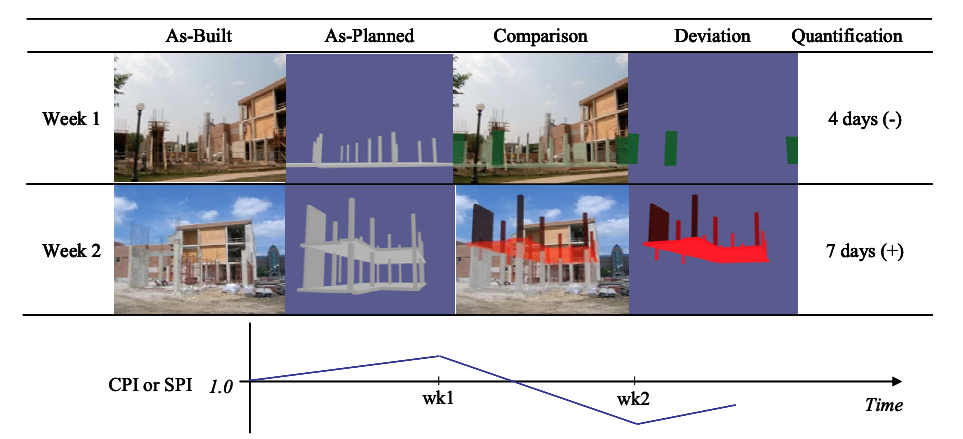 As-Built As-Planned Comparison Deviation Quantification
Week 1 4 days (-)
Week 2 7 days (+)
CPI or SPI 1.0
wk1 wk2
Time